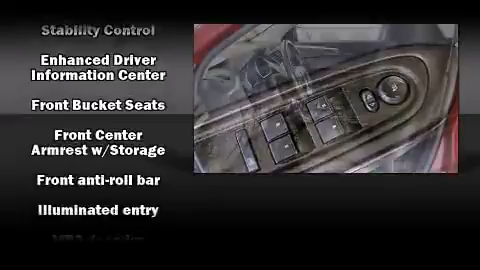 Stability Control
Enhanced Driver
Information Center
Front Bucket Seats
Front Center
Armrest w/Storage
Front anti-roll bar
Illuminated entry